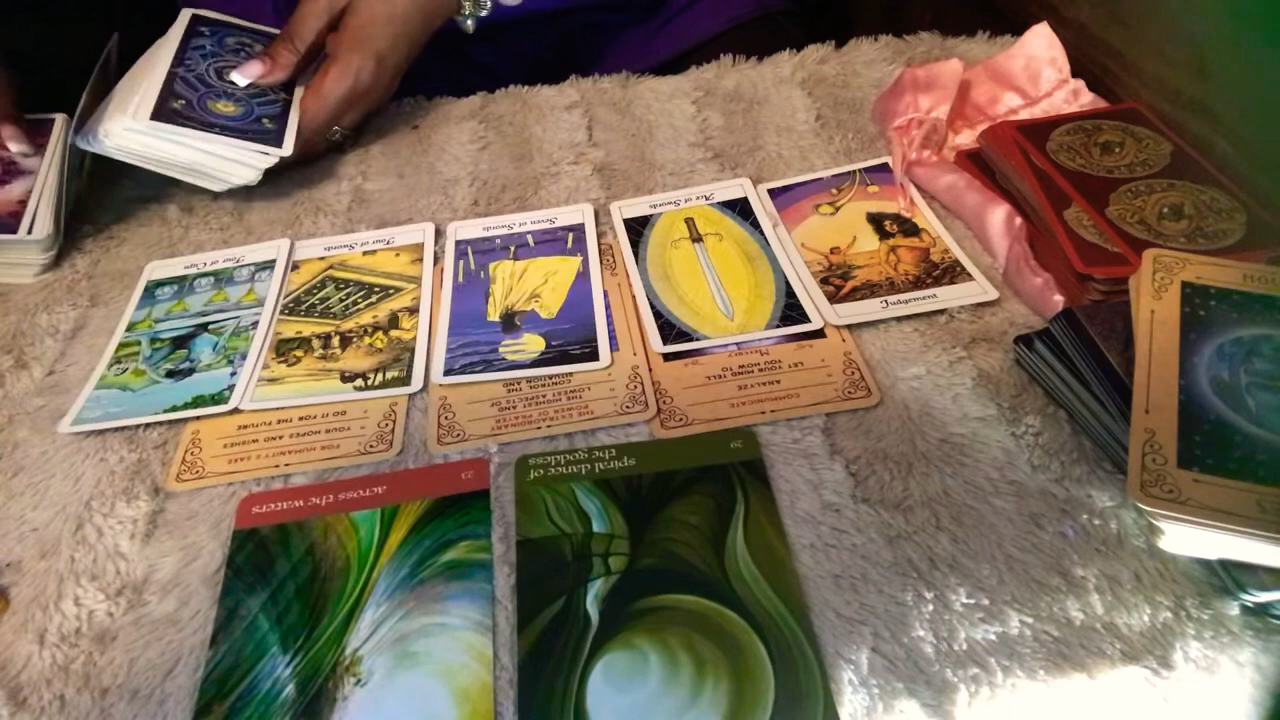 Four of Cups
Four of Swords
Seven of Swords
Ace of Swords
Judgement
FOR HUMANITY'S SAKE
YOUR HOPES AND WISHES
DO IT FOR THE FUTURE
THE EXTRAORDINARY
POWER OF PRAYER
THE HIGHEST AND
LOWEST ASPECTS OF
CONTROL THE
SITUATION AND
COMMUNICATE
ANALYZE
LET YOUR MIND TELL
YOU HOW TO
Mercury
23
across the waters
29
spiral dance of
the goddess